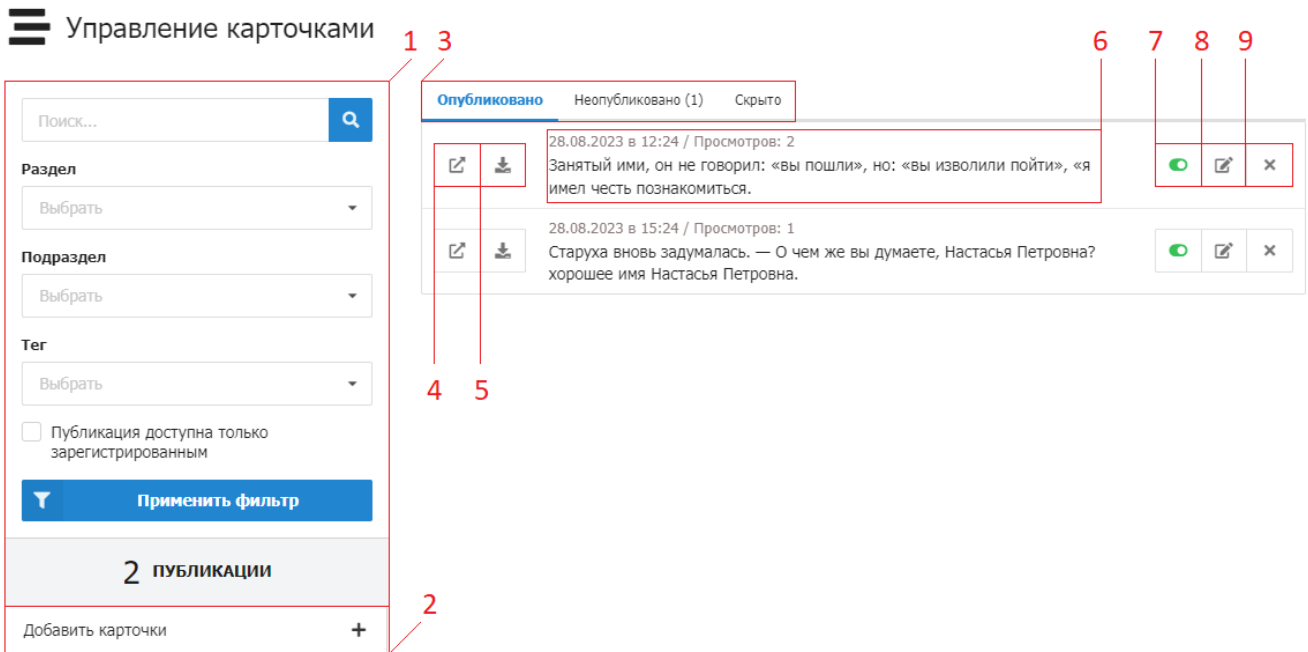 Управление карточками
1
3
6
7
8
9
Поиск...
Раздел
Выбрать
Подраздел
Выбрать
Тег
Выбрать
Публикация доступна только
зарегистрированным
Применить фильтр
2 ПУБЛИКАЦИИ
Добавить карточки
2
Опубликовано
Неопубликовано (1)
Скрыто
28.08.2023 в 12:24 / Просмотров: 2
Занятый ими, он не говорил: «вы пошли», но: «вы изволили пойти», «я
имел честь познакомиться.
28.08.2023 в 15:24 / Просмотров: 1
Старуха вновь задумалась. — О чем же вы думаете, Настасья Петровна?
хорошее имя Настасья Петровна.
4
5